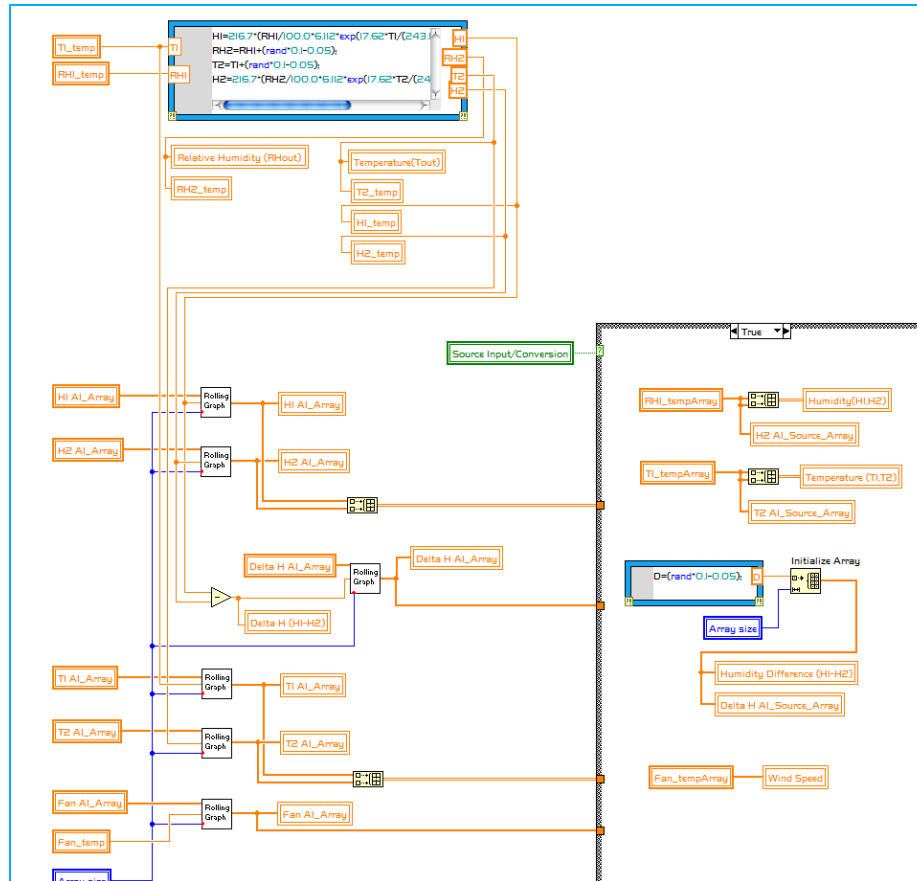 H1=216.7*(RH1/100.0*6.112*exp(17.62*T1/(243.
RH2=RH1+(rand*0.1-0.05);
T2=T1+(rand*0.1-0.05);
H2=216.7*(RH2/100.0*6.112*exp(17.62*T2/(24
T1_temp
T1
RH1_temp
RH1
H1
RH2
T2
H2
Relative Humidity (RHout)
RH2_temp
Temperature(Tout)
T2_temp
H1_temp
H2_temp
True
Source Input/Conversion
?
H1 AI_Array
Rolling
Graph
H1 AI_Array
H2 AI_Array
Rolling
Graph
H2 AI_Array
Delta H AI_Array
Rolling
Graph
Delta H AI_Array
-
Delta H (H1-H2)
T1 AI_Array
Rolling
Graph
T1 AI_Array
T2 AI_Array
Rolling
Graph
T2 AI_Array
Fan AI_Array
Rolling
Graph
Fan AI_Array
Fan_temp
Array size
RH1_tempArray
Humidity(H1,H2)
H2 AI_Source_Array
T1_tempArray
Temperature (T1,T2)
T2 AI_Source_Array
D=(rand*0.1-0.05);
D
Initialize Array
Array size
Humidity Difference (H1-H2)
Delta H AI_Source_Array
Fan_tempArray
Wind Speed